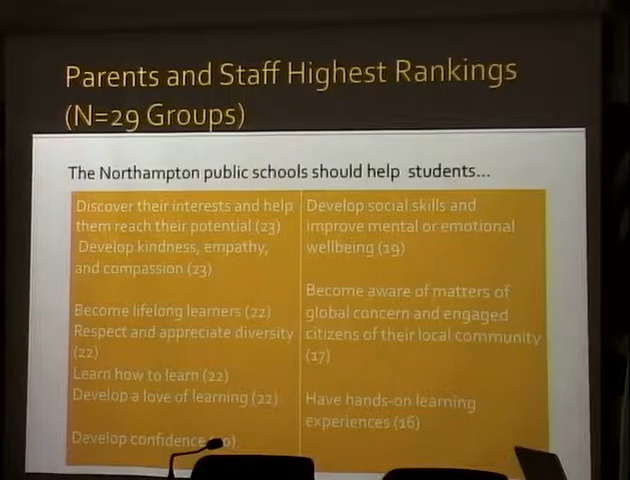 Parents and Staff Highest Rankings
(N=29 Groups)
The Northampton public schools should help students...
Discover their interests and help
them reach their potential (23)
Develop kindness, empathy,
and compassion (23)
Become lifelong learners (22)
Respect and appreciate diversity
(22)
Learn how to learn (22)
Develop a love of learning (22)
Develop confidence
Develop social skills and
improve mental or emotional
wellbeing (19)
Become aware of matters of
global concern and engaged
citizens of their local community
(17)
Have hands-on learning
experiences (16)